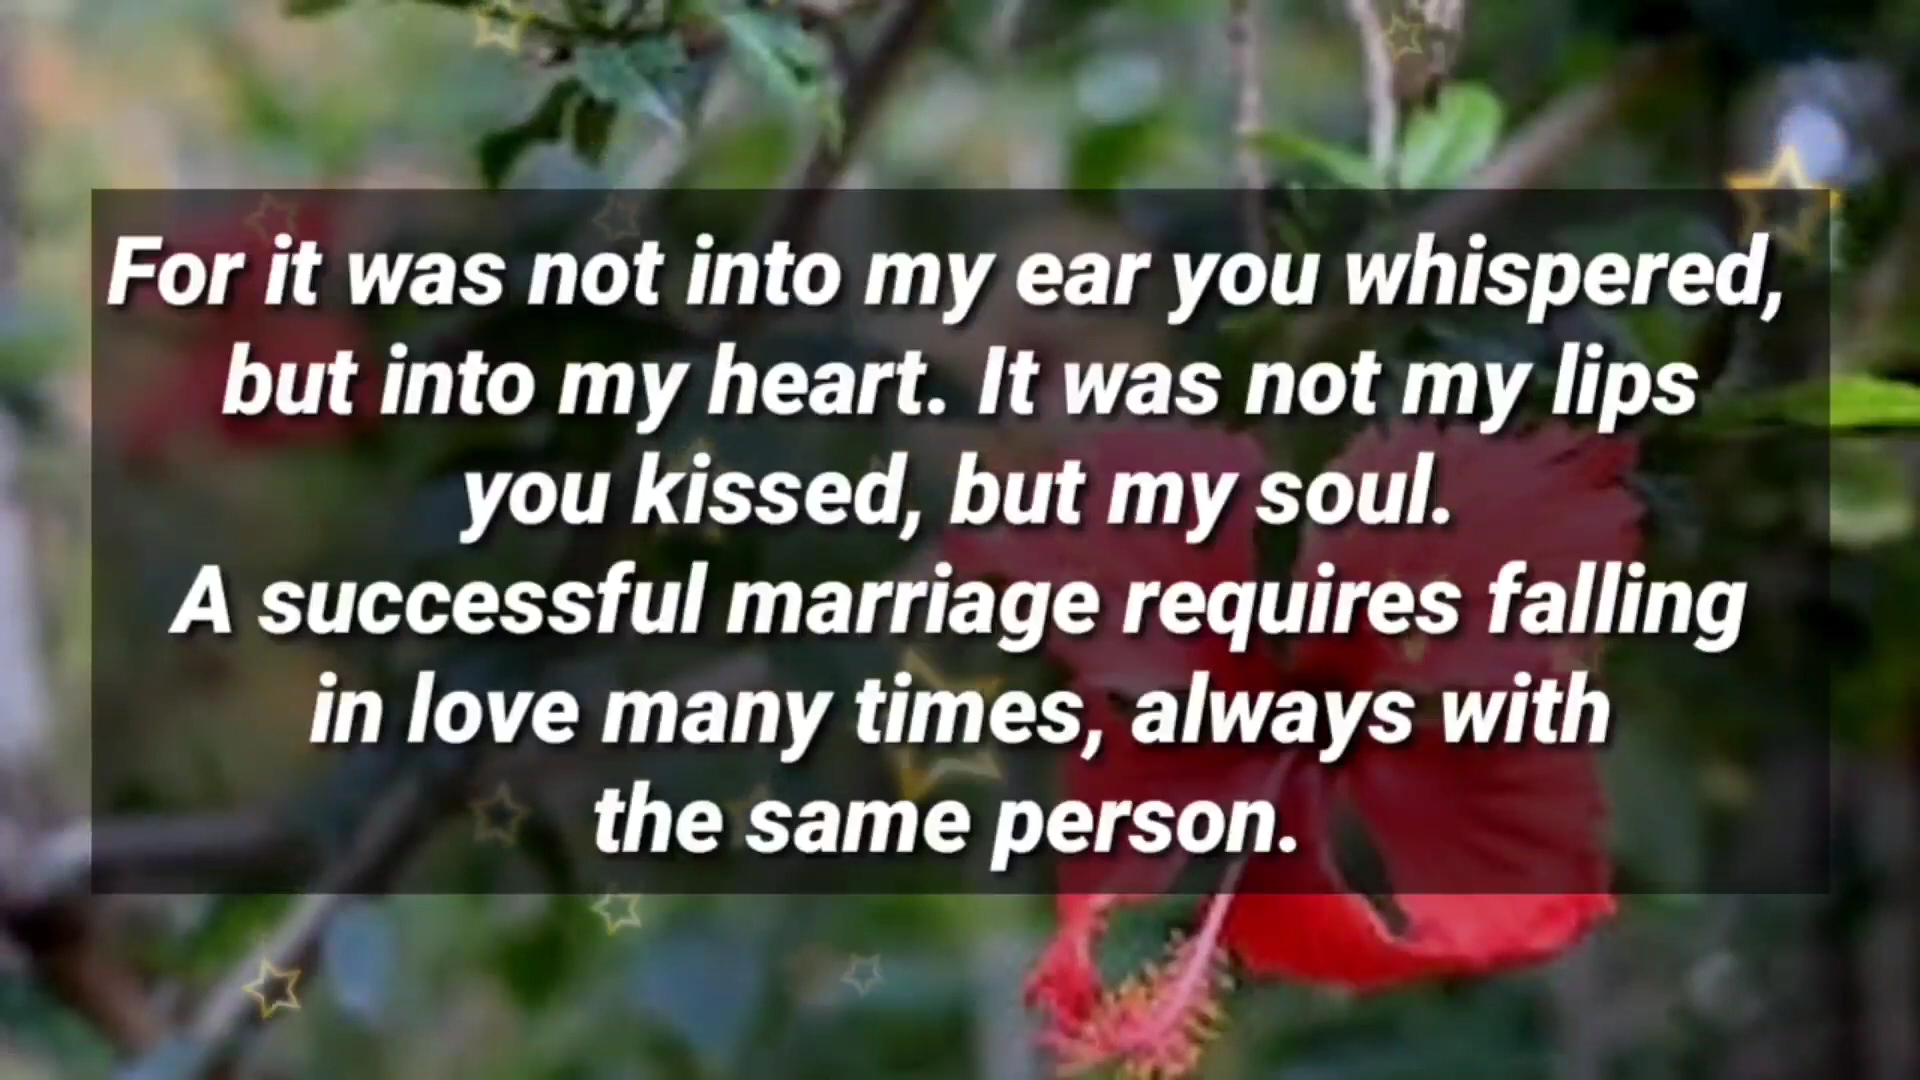 For it was not into my ear you whispered,
but into my heart. It was not my lips
you kissed, but my soul.
A successful marriage requires falling
in love many times, always with
the same person.